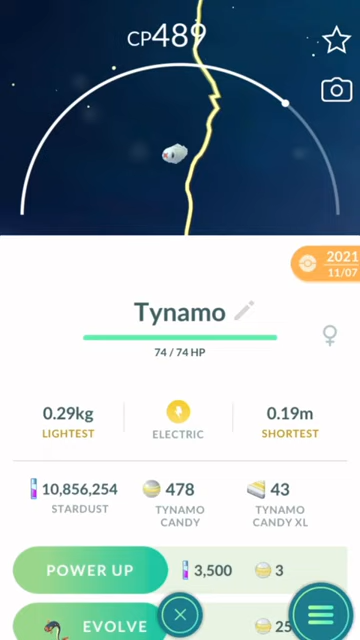 CP489
2021
11/07
Tynamo
74 / 74 HP
0.29kg
LIGHTEST
ELECTRIC
0.19m
SHORTEST
10,856,254
STARDUST
478
TYNAMO
CANDY
43
TYNAMO
CANDY XL
POWER UP 3,500 3
EVOLVE 25